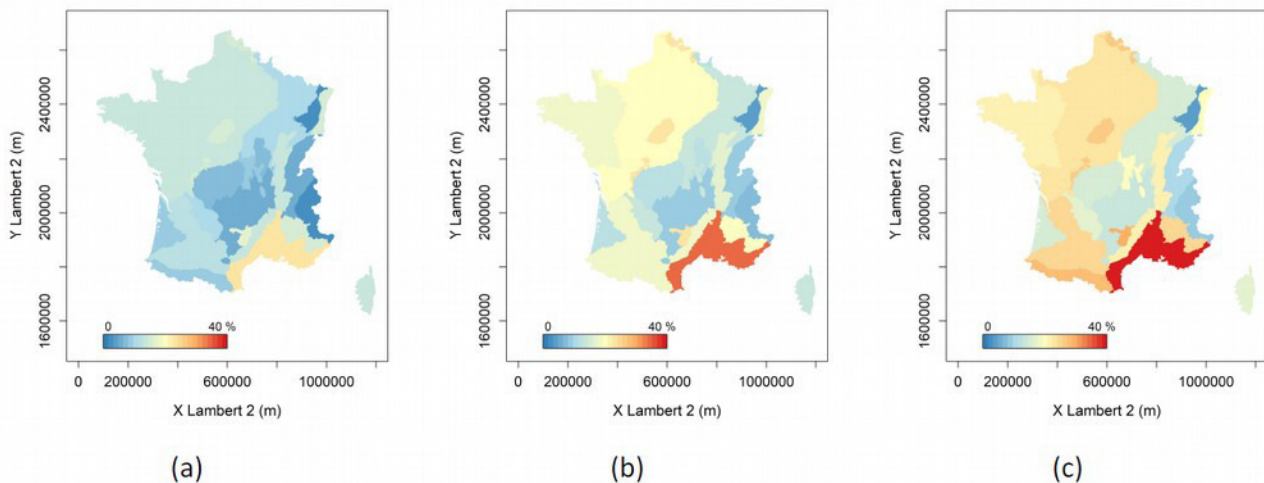 Y Lambert 2 (m)
1600000 2000000 2400000
0 40 %
0 200000 600000 1000000
X Lambert 2 (m)
(a)
Y Lambert 2 (m)
1600000 2000000 2400000
0 40 %
0 200000 600000 1000000
X Lambert 2 (m)
(b)
Y Lambert 2 (m)
1600000 2000000 2400000
0 40 %
0 200000 600000 1000000
X Lambert 2 (m)
(c)